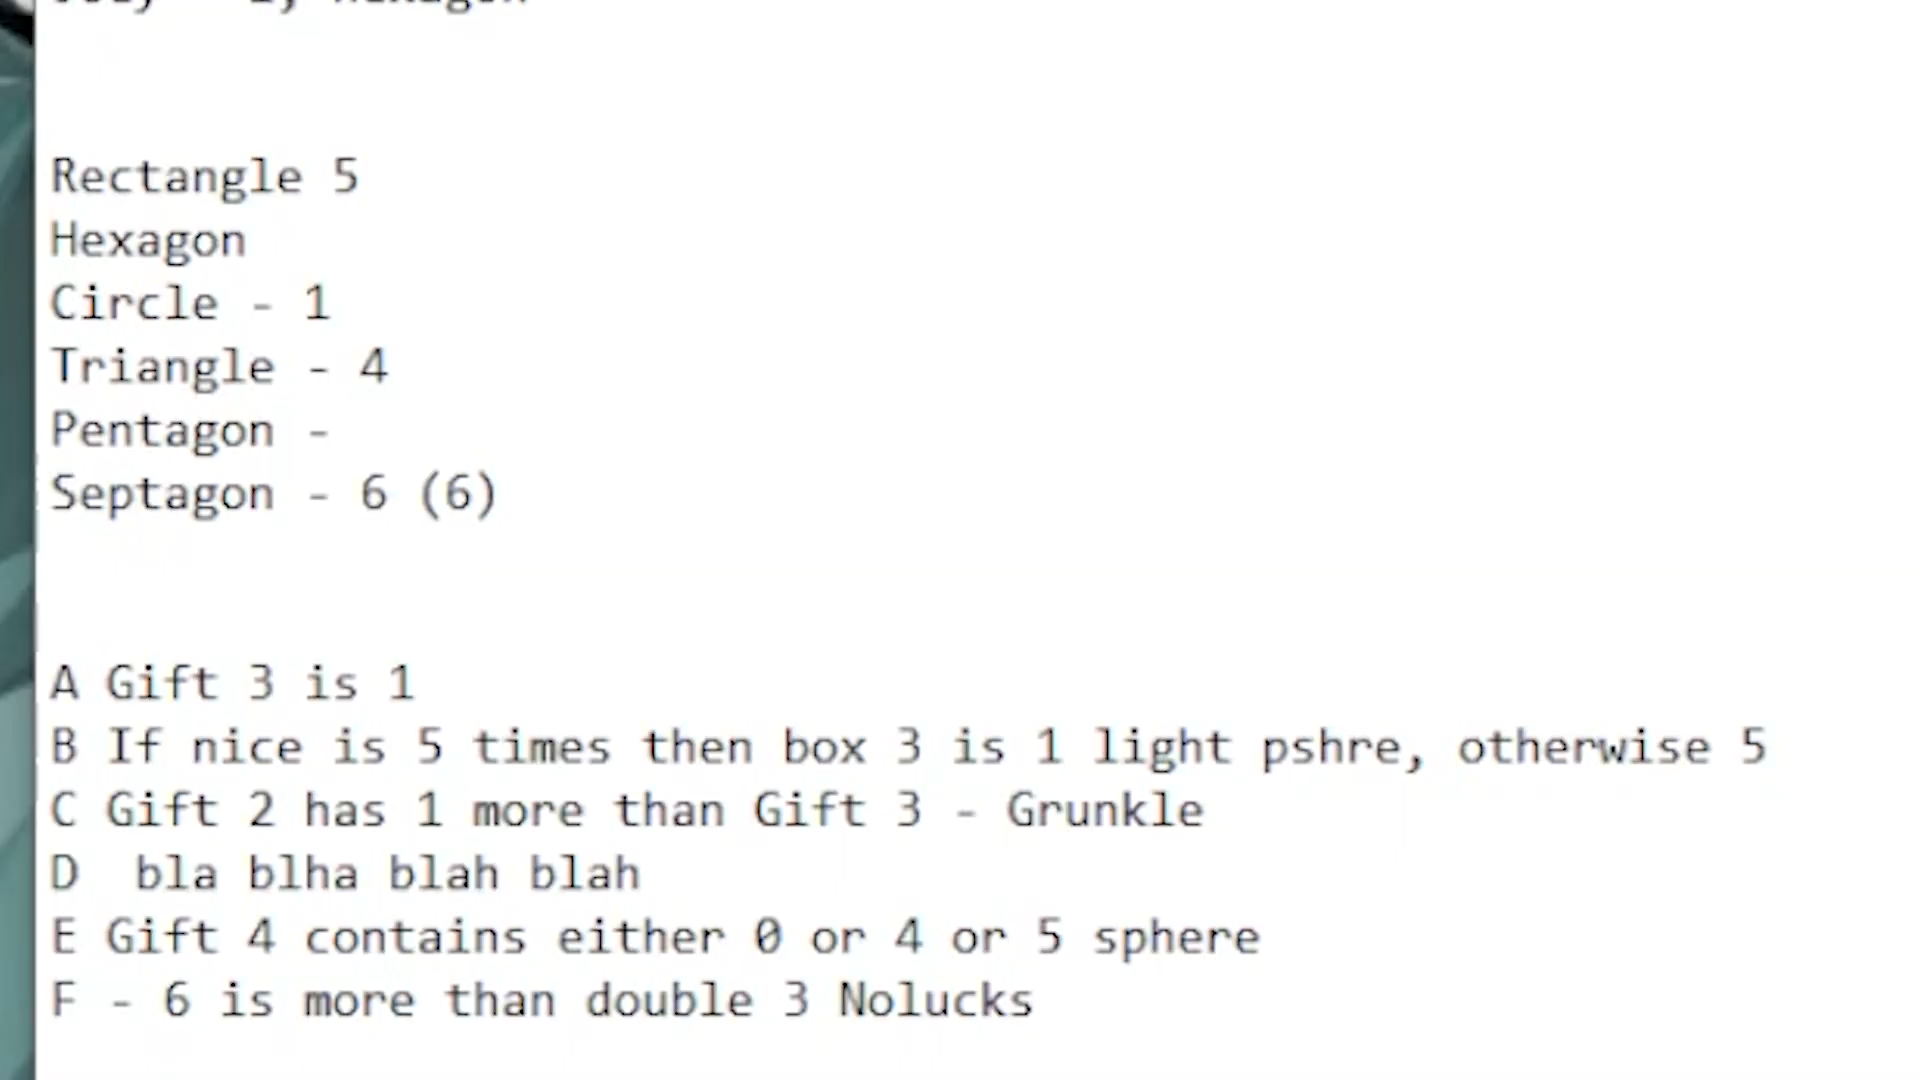 Rectangle 5
Hexagon
Circle - 1
Triangle - 4
Pentagon -
Septagon - 6 (6)
A Gift 3 is 1
B If nice is 5 times then box 3 is 1 light pshre, otherwise 5
C Gift 2 has 1 more than Gift 3 - Grunkle
D  bla blha blah blah
E Gift 4 contains either 0 or 4 or 5 sphere
F - 6 is more than double 3 Nolucks